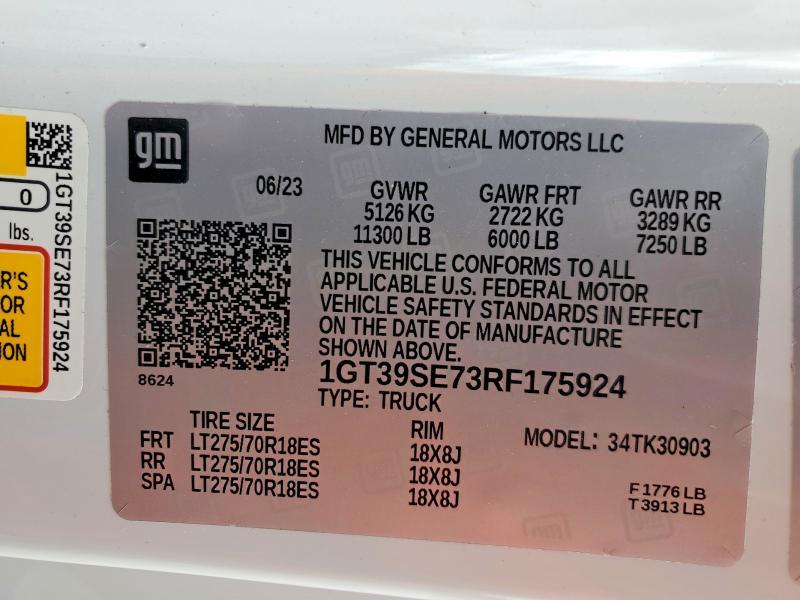 gm
MFD BY GENERAL MOTORS LLC
06/23
GVWR GAWR FRT GAWR RR
5126 KG 2722 KG 3289 KG
11300 LB 6000 LB 7250 LB
THIS VEHICLE CONFORMS TO ALL
APPLICABLE U.S. FEDERAL MOTOR
VEHICLE SAFETY STANDARDS IN EFFECT
ON THE DATE OF MANUFACTURE
SHOWN ABOVE.
8624
1GT39SE73RF175924
TYPE: TRUCK
TIRE SIZE RIM MODEL: 34TK30903
FRT LT275/70R18ES 18X8J
RR LT275/70R18ES 18X8J
SPA LT275/70R18ES 18X8J
F 1776 LB
T 3913 LB
0
lbs.
R'S
OR
AL
ION
1GT39SE73RF175924